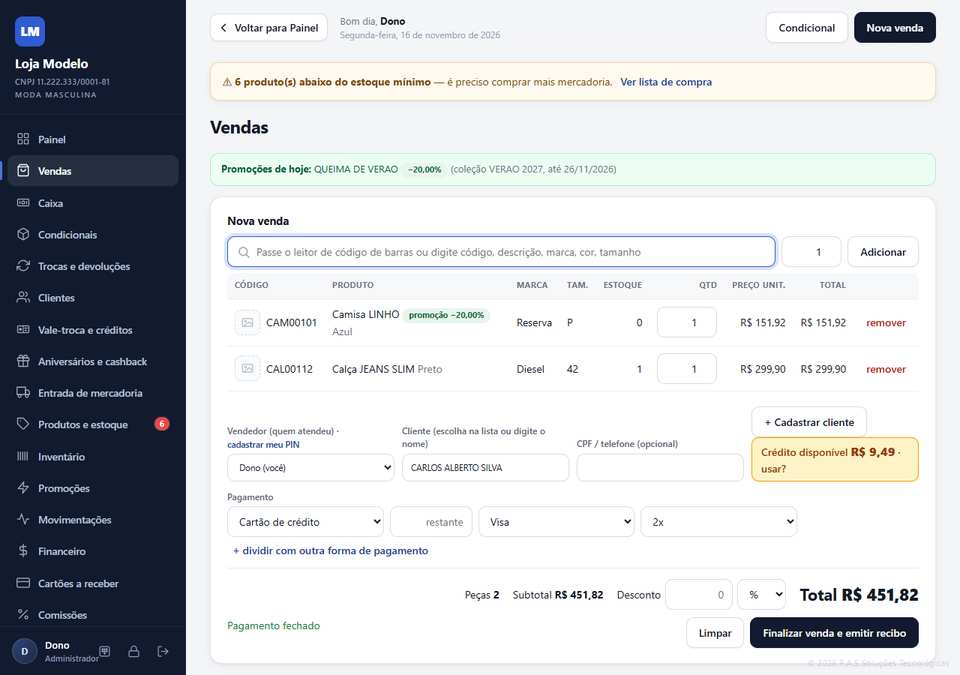 LM
Loja Modelo
CNPJ 11.222.333/0001-81
MODA MASCULINA
Painel
Vendas
Caixa
Condicionais
Trocas e devoluções
Clientes
Vale-troca e créditos
Aniversários e cashback
Entrada de mercadoria
Produtos e estoque 6
Inventário
Promoções
Movimentações
Financeiro
Cartões a receber
Comissões
D
Dono
Administrador
Voltar para Painel
Bom dia, Dono
Segunda-feira, 16 de novembro de 2026
Condicional
Nova venda
⚠ 6 produto(s) abaixo do estoque mínimo — é preciso comprar mais mercadoria. Ver lista de compra
Vendas
Promoções de hoje: QUEIMA DE VERAO −20,00% (coleção VERAO 2027, até 26/11/2026)
Nova venda
Passe o leitor de código de barras ou digite código, descrição, marca, cor, tamanho
1
Adicionar
CÓDIGO PRODUTO MARCA TAM. ESTOQUE QTD PREÇO UNIT. TOTAL
CAM00101 Camisa LINHO promoção −20,00% Azul Reserva P 0 1 R$ 151,92 R$ 151,92 remover
CAL00112 Calça JEANS SLIM Preto Diesel 42 1 1 R$ 299,90 R$ 299,90 remover
Vendedor (quem atendeu) · cadastrar meu PIN
Dono (você)
Cliente (escolha na lista ou digite o nome)
CARLOS ALBERTO SILVA
CPF / telefone (opcional)
+ Cadastrar cliente
Crédito disponível R$ 9,49 · usar?
Pagamento
Cartão de crédito restante Visa 2x
+ dividir com outra forma de pagamento
Peças 2 Subtotal R$ 451,82 Desconto 0 % Total R$ 451,82
Pagamento fechado
Limpar
Finalizar venda e emitir recibo
© 2026 P.A.S Soluções Tecnológicas